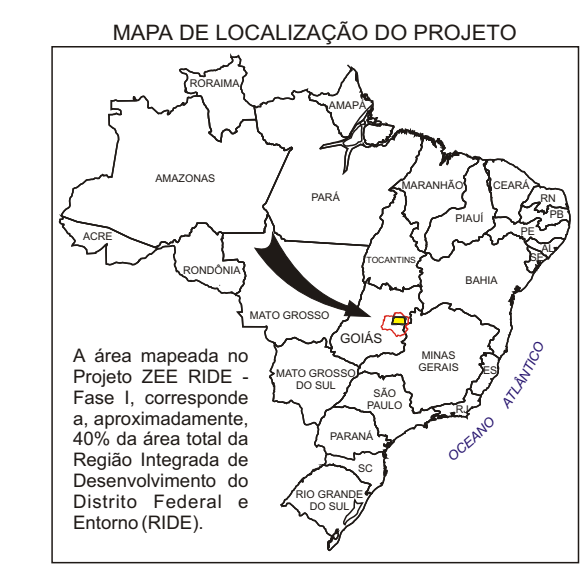 MAPA DE LOCALIZAÇÃO DO PROJETO
RORAIMA
AMAPÁ
AMAZONAS
PARÁ
MARANHÃO
CEARÁ
RN
PB
PIAUÍ
PE
AL
SE
ACRE
TOCANTINS
RONDÔNIA
BAHIA
MATO GROSSO
GOIÁS
MINAS
GERAIS
ES
MATO GROSSO
DO SUL
SÃO
PAULO
RJ
OCEANO ATLÂNTICO
PARANÁ
SC
RIO GRANDE
DO SUL
A área mapeada no
Projeto ZEE RIDE -
Fase I, corresponde
a, aproximadamente,
40% da área total da
Região Integrada de
Desenvolvimento do
Distrito Federal e
Entorno (RIDE).